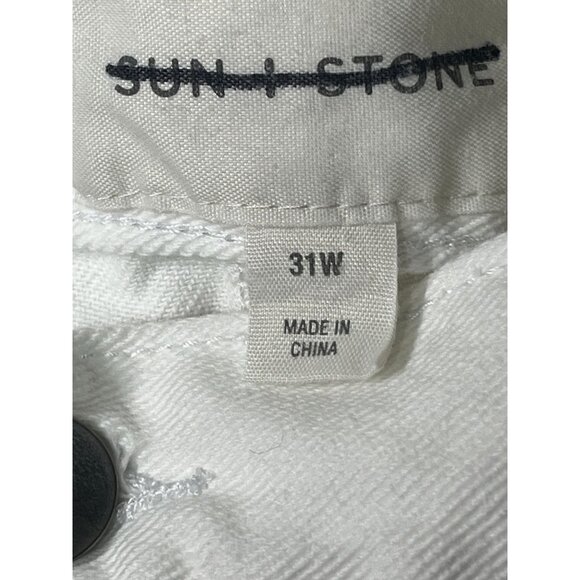 SUN + STONE
31W
MADE IN
CHINA